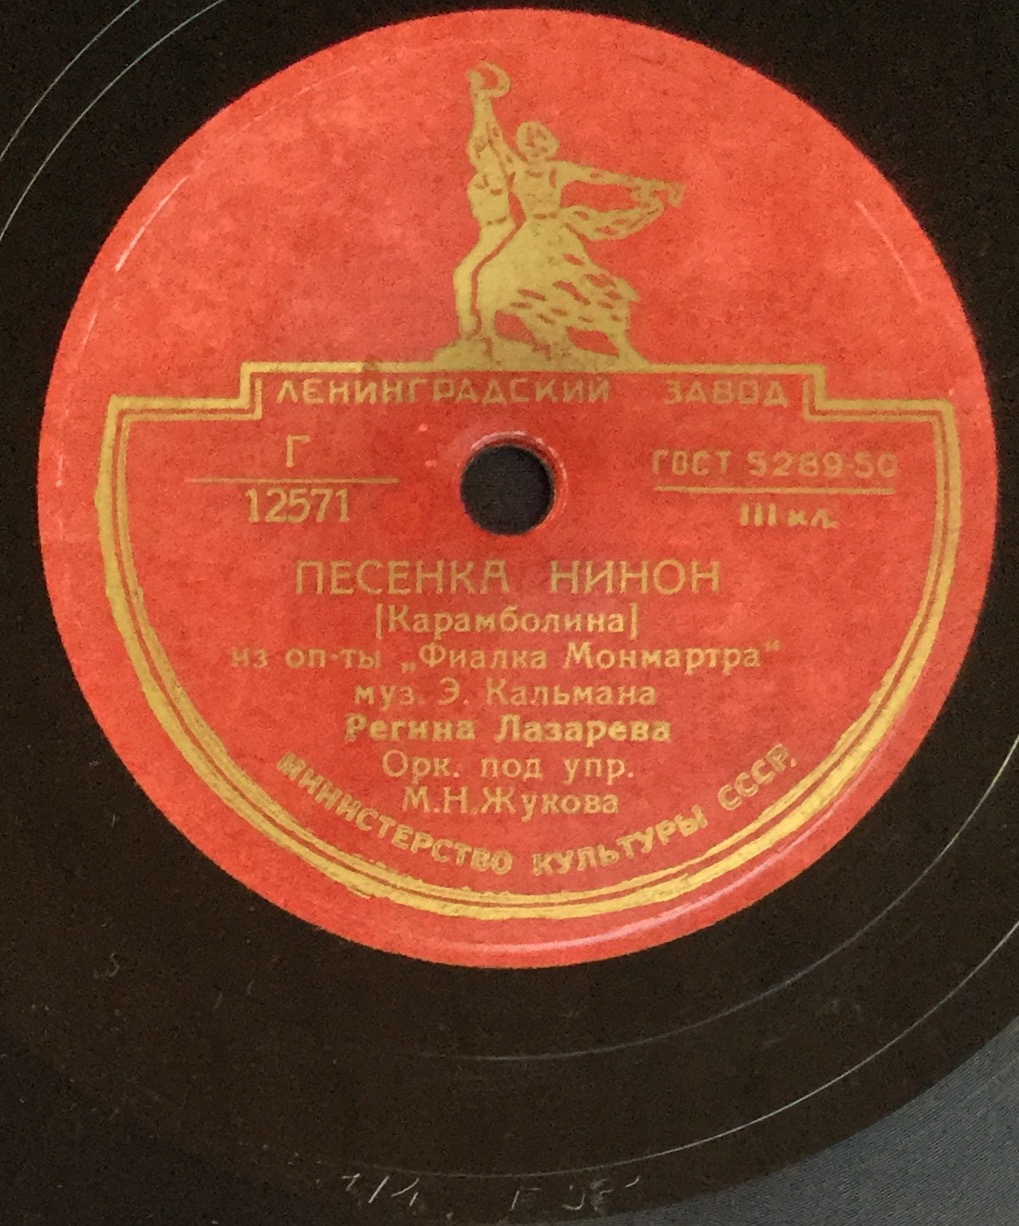 ЛЕНИНГРАДСКИЙ ЗАВОД
Г
12571
ГОСТ 5289-50
III кл.
ПЕСЕНКА НИНОН
[Карамболина]
из оп-ты „Фиалка Монмартра“
муз. Э. Кальмана
Регина Лазарева
Орк. под упр.
М.Н.Жукова
МИНИСТЕРСТВО КУЛЬТУРЫ СССР.